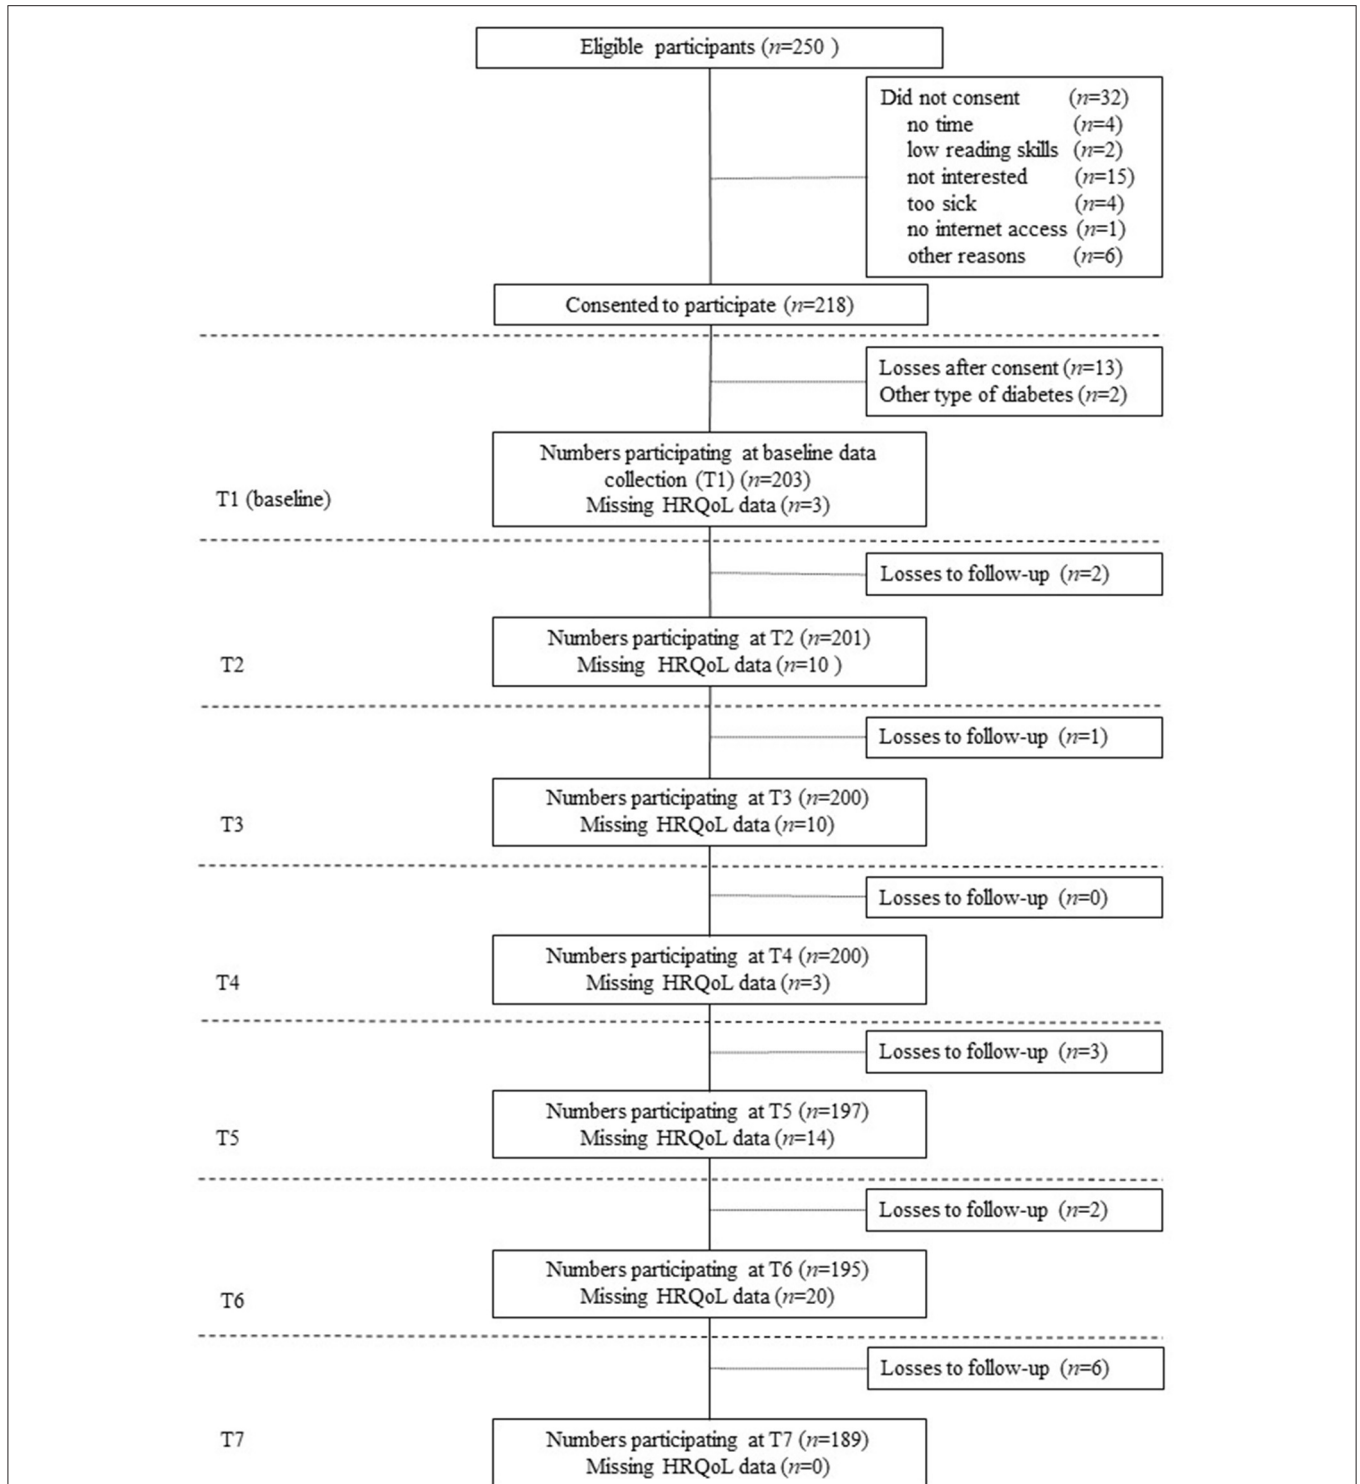 Eligible participants (n=250 )
Did not consent (n=32)
no time (n=4)
low reading skills (n=2)
not interested (n=15)
too sick (n=4)
no internet access (n=1)
other reasons (n=6)
Consented to participate (n=218)
Losses after consent (n=13)
Other type of diabetes (n=2)
Numbers participating at baseline data
collection (T1) (n=203)
Missing HRQoL data (n=3)
T1 (baseline)
Losses to follow-up (n=2)
Numbers participating at T2 (n=201)
Missing HRQoL data (n=10 )
T2
Losses to follow-up (n=1)
Numbers participating at T3 (n=200)
Missing HRQoL data (n=10)
T3
Losses to follow-up (n=0)
Numbers participating at T4 (n=200)
Missing HRQoL data (n=3)
T4
Losses to follow-up (n=3)
Numbers participating at T5 (n=197)
Missing HRQoL data (n=14)
T5
Losses to follow-up (n=2)
Numbers participating at T6 (n=195)
Missing HRQoL data (n=20)
T6
Losses to follow-up (n=6)
T7
Numbers participating at T7 (n=189)
Missing HRQoL data (n=0)